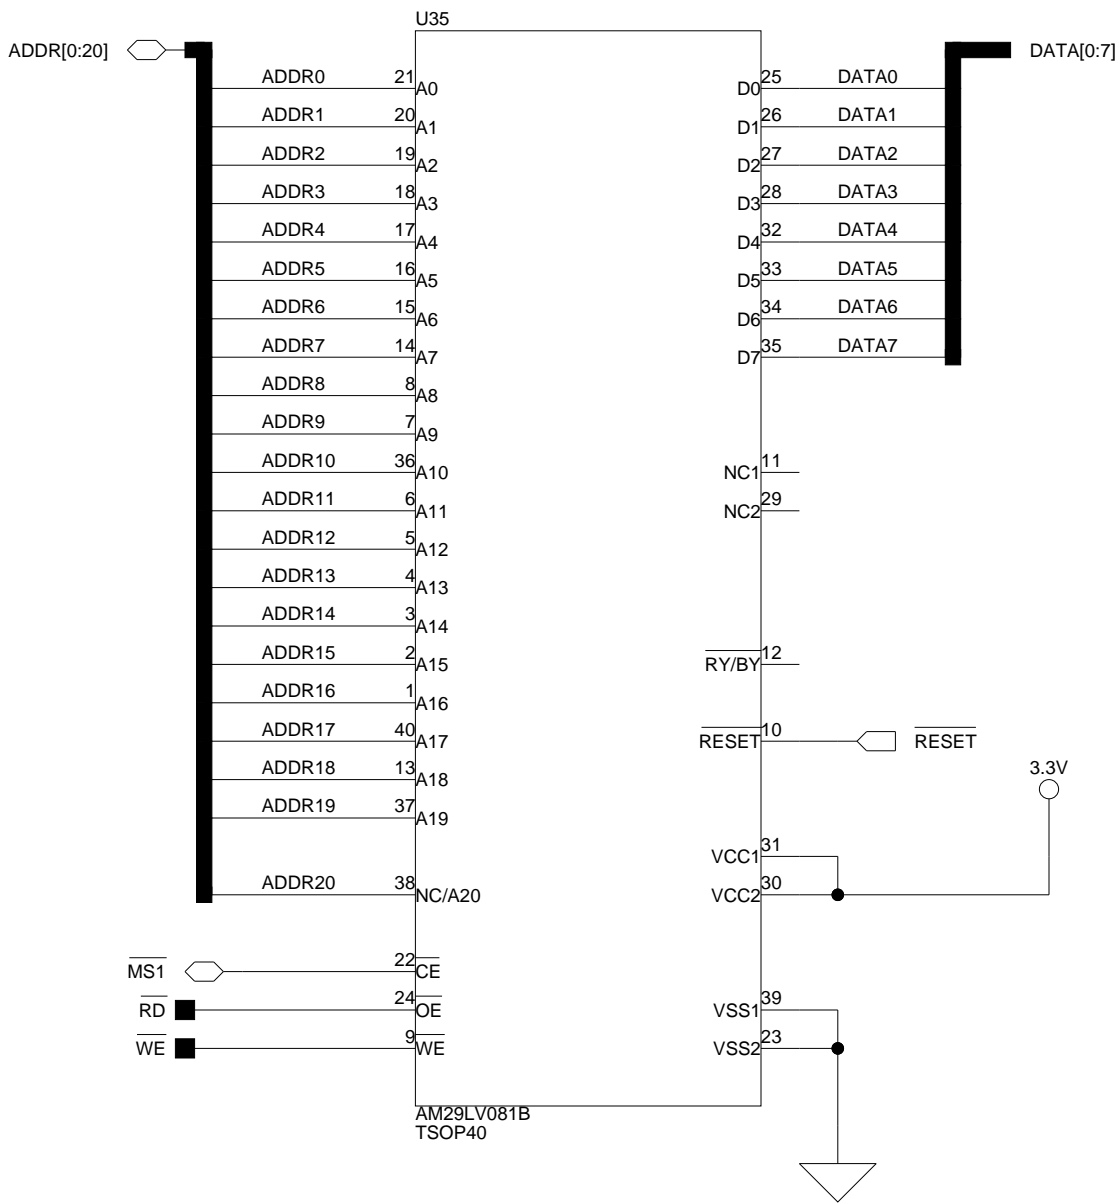 U35
ADDR[0:20] DATA[0:7]
ADDR0 21 A0 D0 25 DATA0
ADDR1 20 A1 D1 26 DATA1
ADDR2 19 A2 D2 27 DATA2
ADDR3 18 A3 D3 28 DATA3
ADDR4 17 A4 D4 32 DATA4
ADDR5 16 A5 D5 33 DATA5
ADDR6 15 A6 D6 34 DATA6
ADDR7 14 A7 D7 35 DATA7
ADDR8 8 A8
ADDR9 7 A9
ADDR10 36 A10 NC1 11
ADDR11 6 A11 NC2 29
ADDR12 5 A12
ADDR13 4 A13
ADDR14 3 A14
ADDR15 2 A15 RY/BY 12
ADDR16 1 A16
ADDR17 40 A17 RESET 10 RESET
ADDR18 13 A18 3.3V
ADDR19 37 A19
VCC1 31
ADDR20 38 NC/A20 VCC2 30
MS1 22 CE
RD 24 OE VSS1 39
WE 9 WE VSS2 23
AM29LV081B
TSOP40